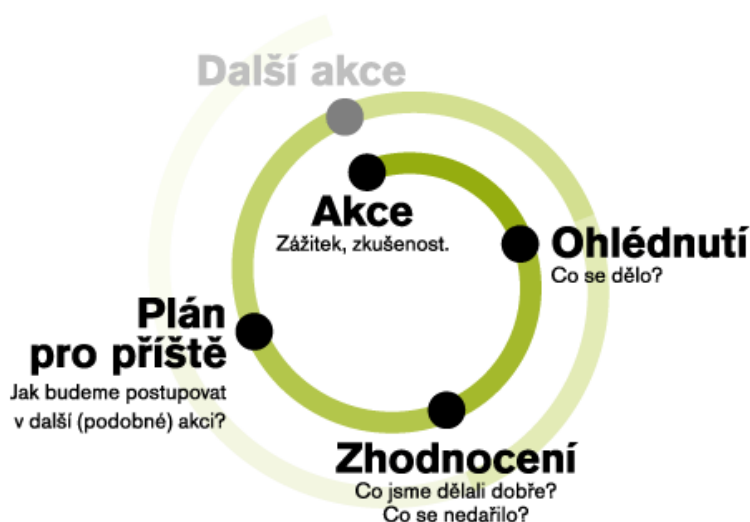 Další akce
Akce
Zážitek, zkušenost.
Ohlédnutí
Co se dělo?
Zhodnocení
Co jsme dělali dobře?
Co se nedařilo?
Plán
pro příště
Jak budeme postupovat
v další (podobné) akci?